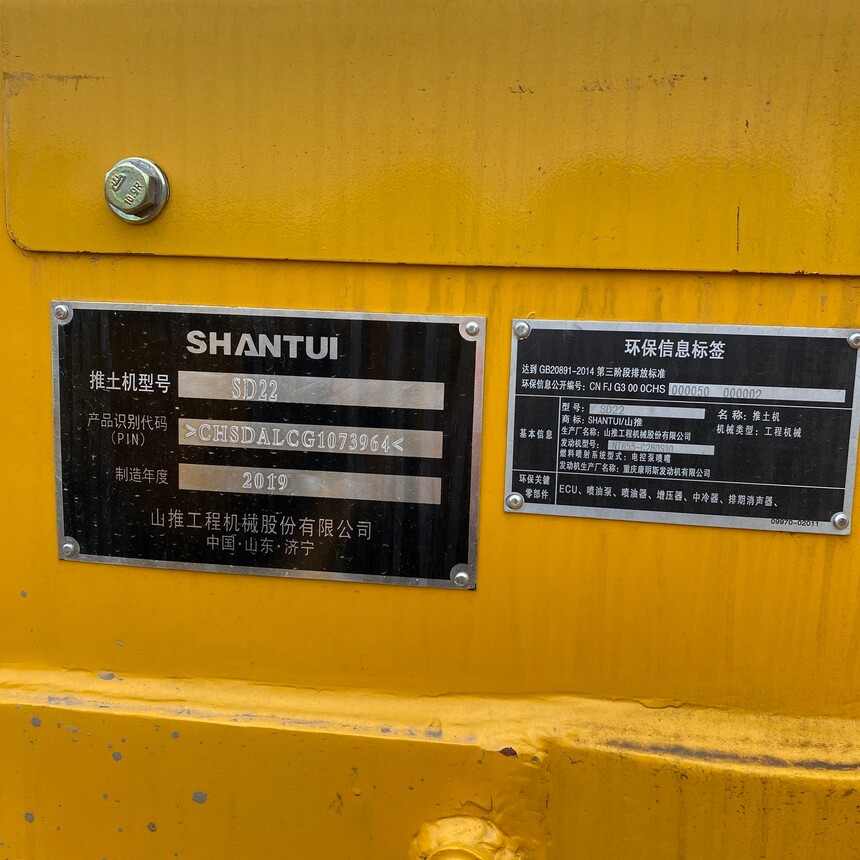 10.9R
SHANTUI
推土机型号 SD22
产品识别代码
(PIN) >CHSDALCG1073964<
制造年度 2019
山推工程机械股份有限公司
中国·山东·济宁
环保信息标签
达到 GB20891-2014 第三阶段排放标准
环保信息公开编号: CN FJ G3 00 0CHS 000050 000002
基本信息
型号: SD22 名称: 推土机
商标: SHANTUI/山推 机械类型: 工程机械
生产厂名称: 山推工程机械股份有限公司
发动机型号:
燃料喷射系统型式: 电控泵喷嘴
发动机生产厂名称: 重庆康明斯发动机有限公司
环保关键
零部件
ECU、喷油泵、喷油器、增压器、中冷器、排期消声器、
09970-02011